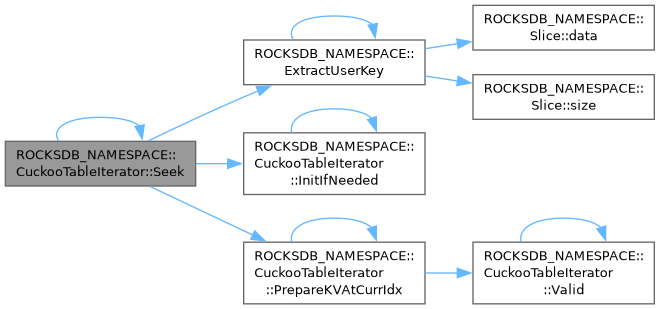 ROCKSDB_NAMESPACE::
CuckooTableIterator::Seek
ROCKSDB_NAMESPACE::
ExtractUserKey
ROCKSDB_NAMESPACE::
Slice::data
ROCKSDB_NAMESPACE::
Slice::size
ROCKSDB_NAMESPACE::
CuckooTableIterator
::InitIfNeeded
ROCKSDB_NAMESPACE::
CuckooTableIterator
::PrepareKVAtCurrIdx
ROCKSDB_NAMESPACE::
CuckooTableIterator
::Valid